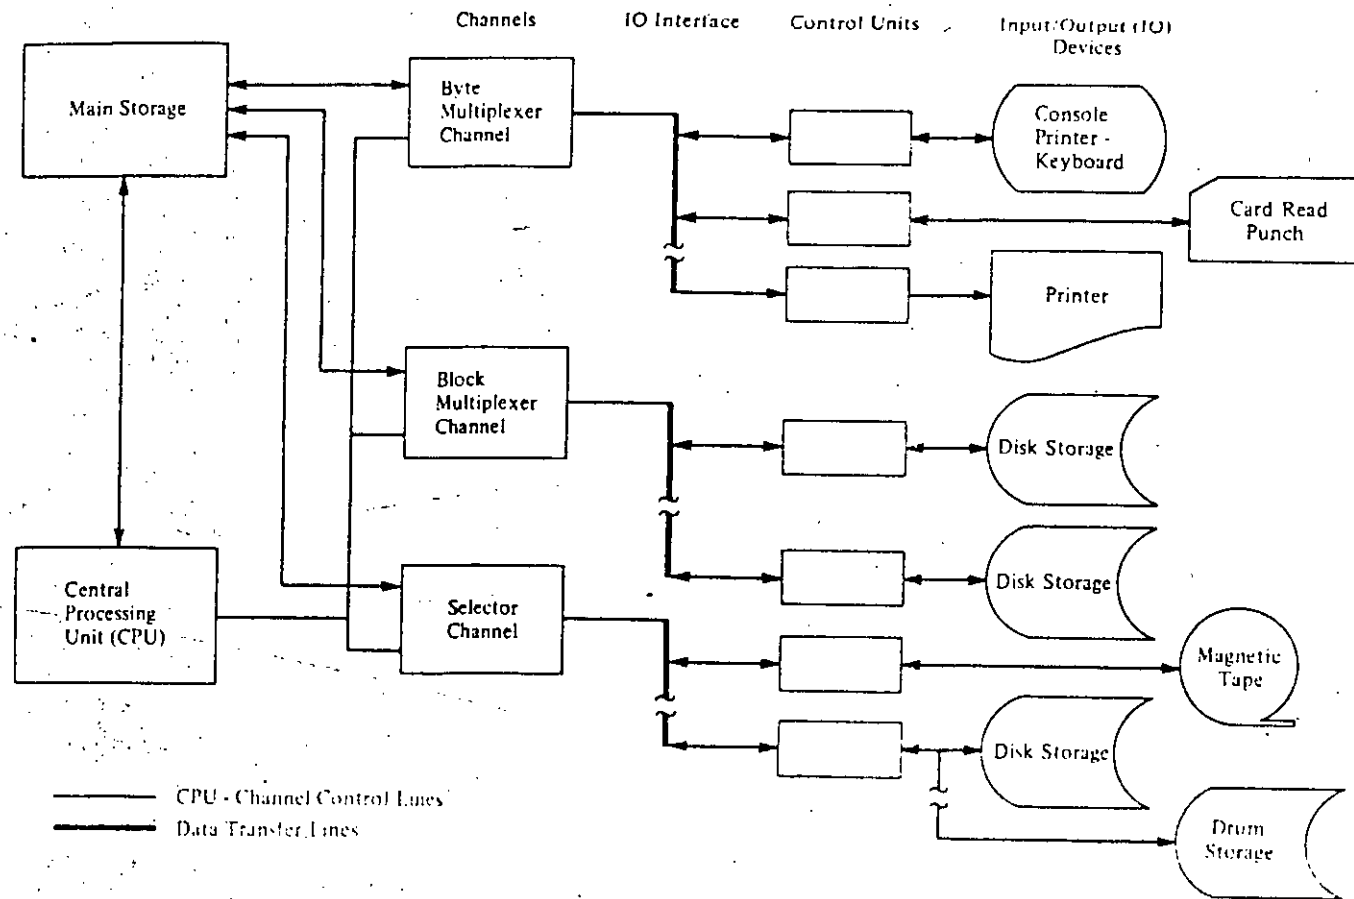 Channels
IO Interface
Control Units
Input/Output (IO)
Devices
Main Storage
Byte
Multiplexer
Channel
Console
Printer -
Keyboard
Card Read
Punch
Printer
Block
Multiplexer
Channel
Disk Storage
Disk Storage
Central
Processing
Unit (CPU)
Selector
Channel
Magnetic
Tape
Disk Storage
CPU - Channel Control Lines
Data Transfer Lines
Drum
Storage